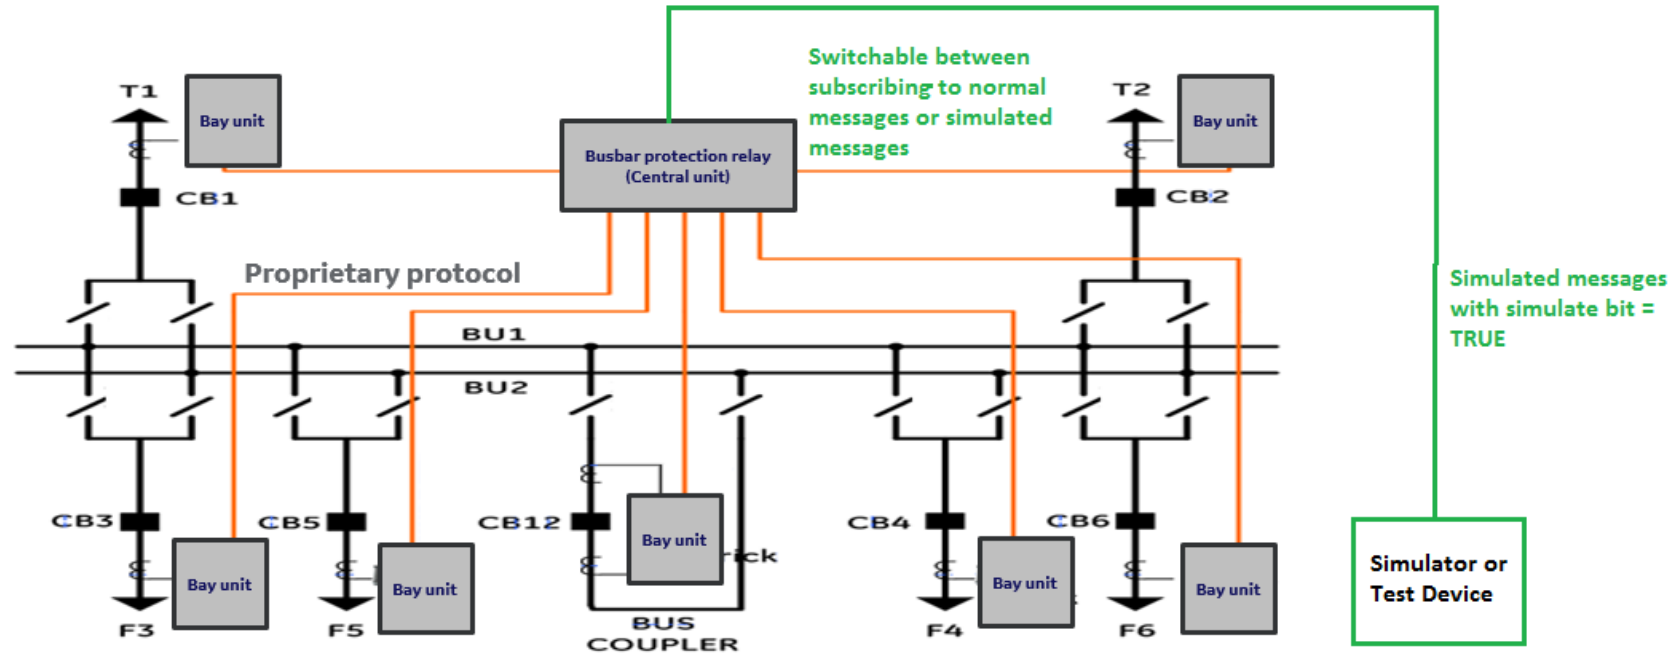 Switchable between
subscribing to normal
messages or simulated
messages
T1
Bay unit
T2
Bay unit
Busbar protection relay
(Central unit)
CB1
CB2
Proprietary protocol
Simulated messages
with simulate bit =
TRUE
BU1
BU2
CB3
CB5
CB12
CB4
CB6
Bay unit
Bay unit
Bay unit
Bay unit
Bay unit
Simulator or
Test Device
F3
F5
BUS
COUPLER
F4
F6